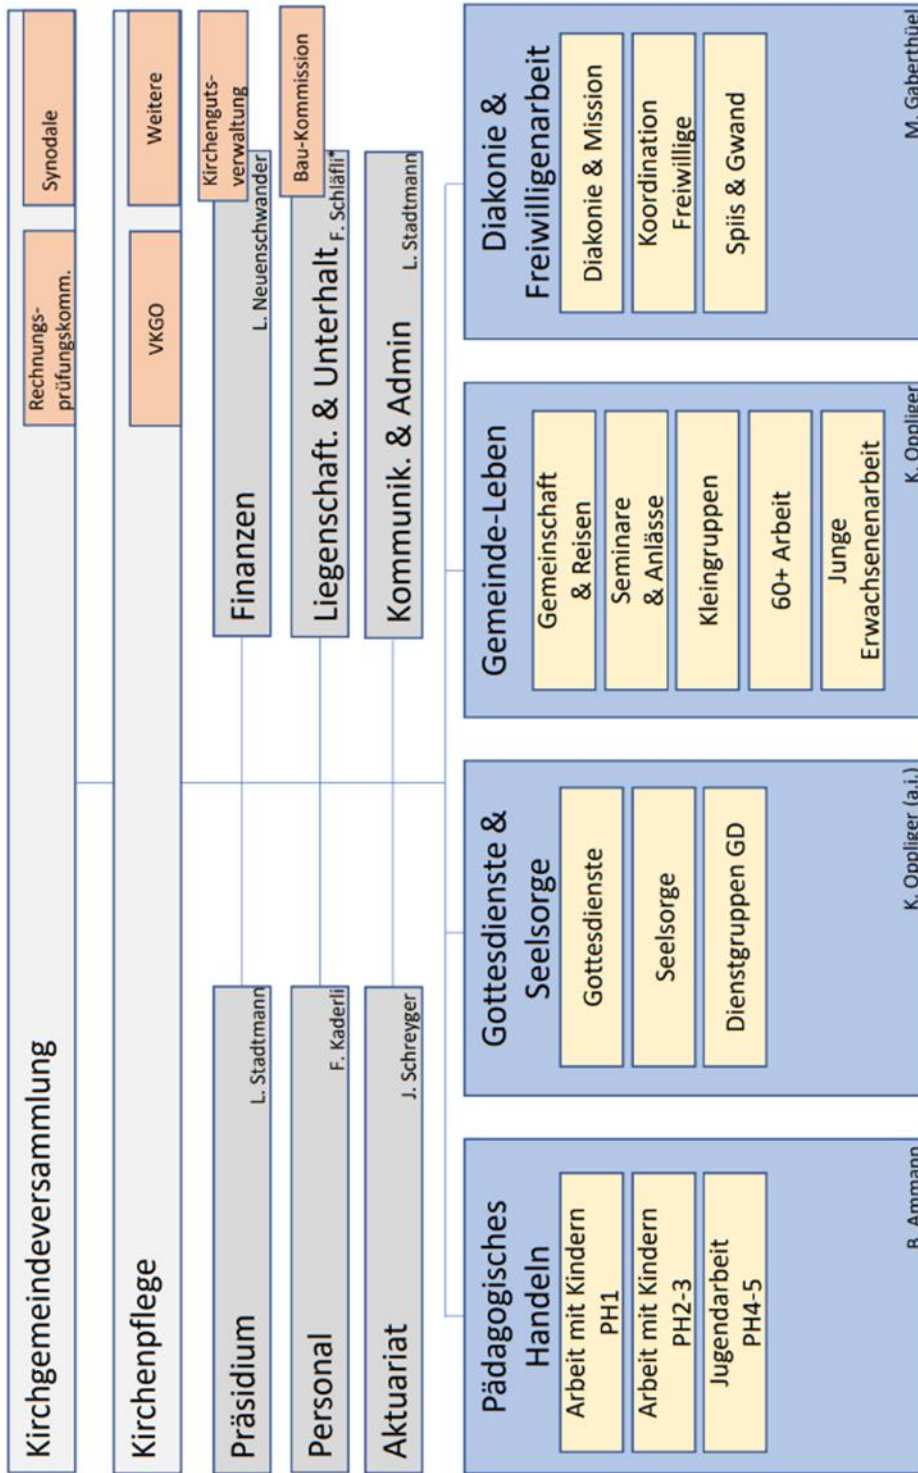 Kirchgemeindeversammlung
Rechnungs-
prüfungskomm.
Synodale
Kirchenpflege
VKGO
Weitere
Präsidium
L. Stadtmann
Finanzen
L. Neuenschwander
Kirchenguts-
verwaltung
Personal
F. Kaderli
Liegenschaft. & Unterhalt
F. Schläfli*
Bau-Kommission
Aktuariat
J. Schreyger
Kommunik. & Admin
L. Stadtmann
Pädagogisches
Handeln
Arbeit mit Kindern
PH1
Arbeit mit Kindern
PH2-3
Jugendarbeit
PH4-5
B. Ammann
Gottesdienste &
Seelsorge
Gottesdienste
Seelsorge
Dienstgruppen GD
K. Oppliger (a.i.)
Gemeinde-Leben
Gemeinschaft
& Reisen
Seminare
& Anlässe
Kleingruppen
60+ Arbeit
Junge
Erwachsenenarbeit
K. Oppliger
Diakonie &
Freiwilligenarbeit
Diakonie & Mission
Koordination
Freiwillige
Spiis & Gwand
M. Gaberthüel